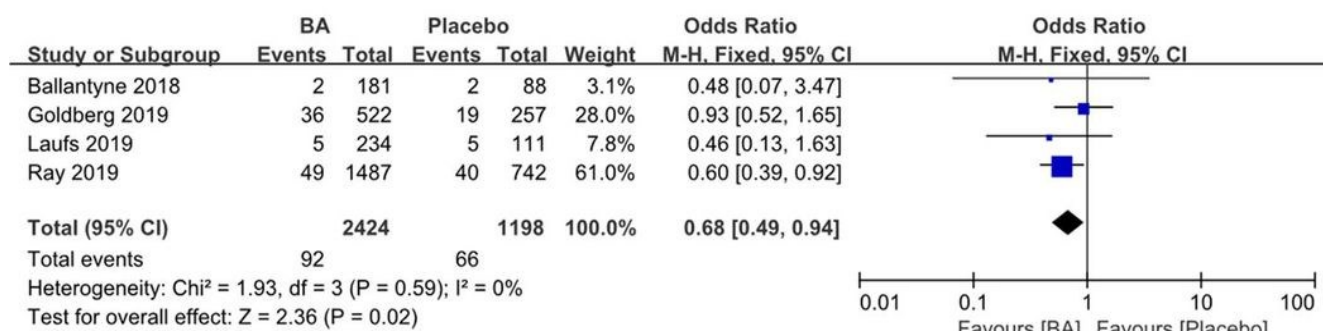 BA Placebo Odds Ratio Odds Ratio
Study or Subgroup Events Total Events Total Weight M-H, Fixed, 95% CI M-H, Fixed, 95% CI
Ballantyne 2018 2 181 2 88 3.1% 0.48 [0.07, 3.47]
Goldberg 2019 36 522 19 257 28.0% 0.93 [0.52, 1.65]
Laufs 2019 5 234 5 111 7.8% 0.46 [0.13, 1.63]
Ray 2019 49 1487 40 742 61.0% 0.60 [0.39, 0.92]
Total (95% CI) 2424 1198 100.0% 0.68 [0.49, 0.94]
Total events 92 66
Heterogeneity: Chi² = 1.93, df = 3 (P = 0.59); I² = 0%
Test for overall effect: Z = 2.36 (P = 0.02)
0.01 0.1 1 10 100
Favours [BA] Favours [Placebo]